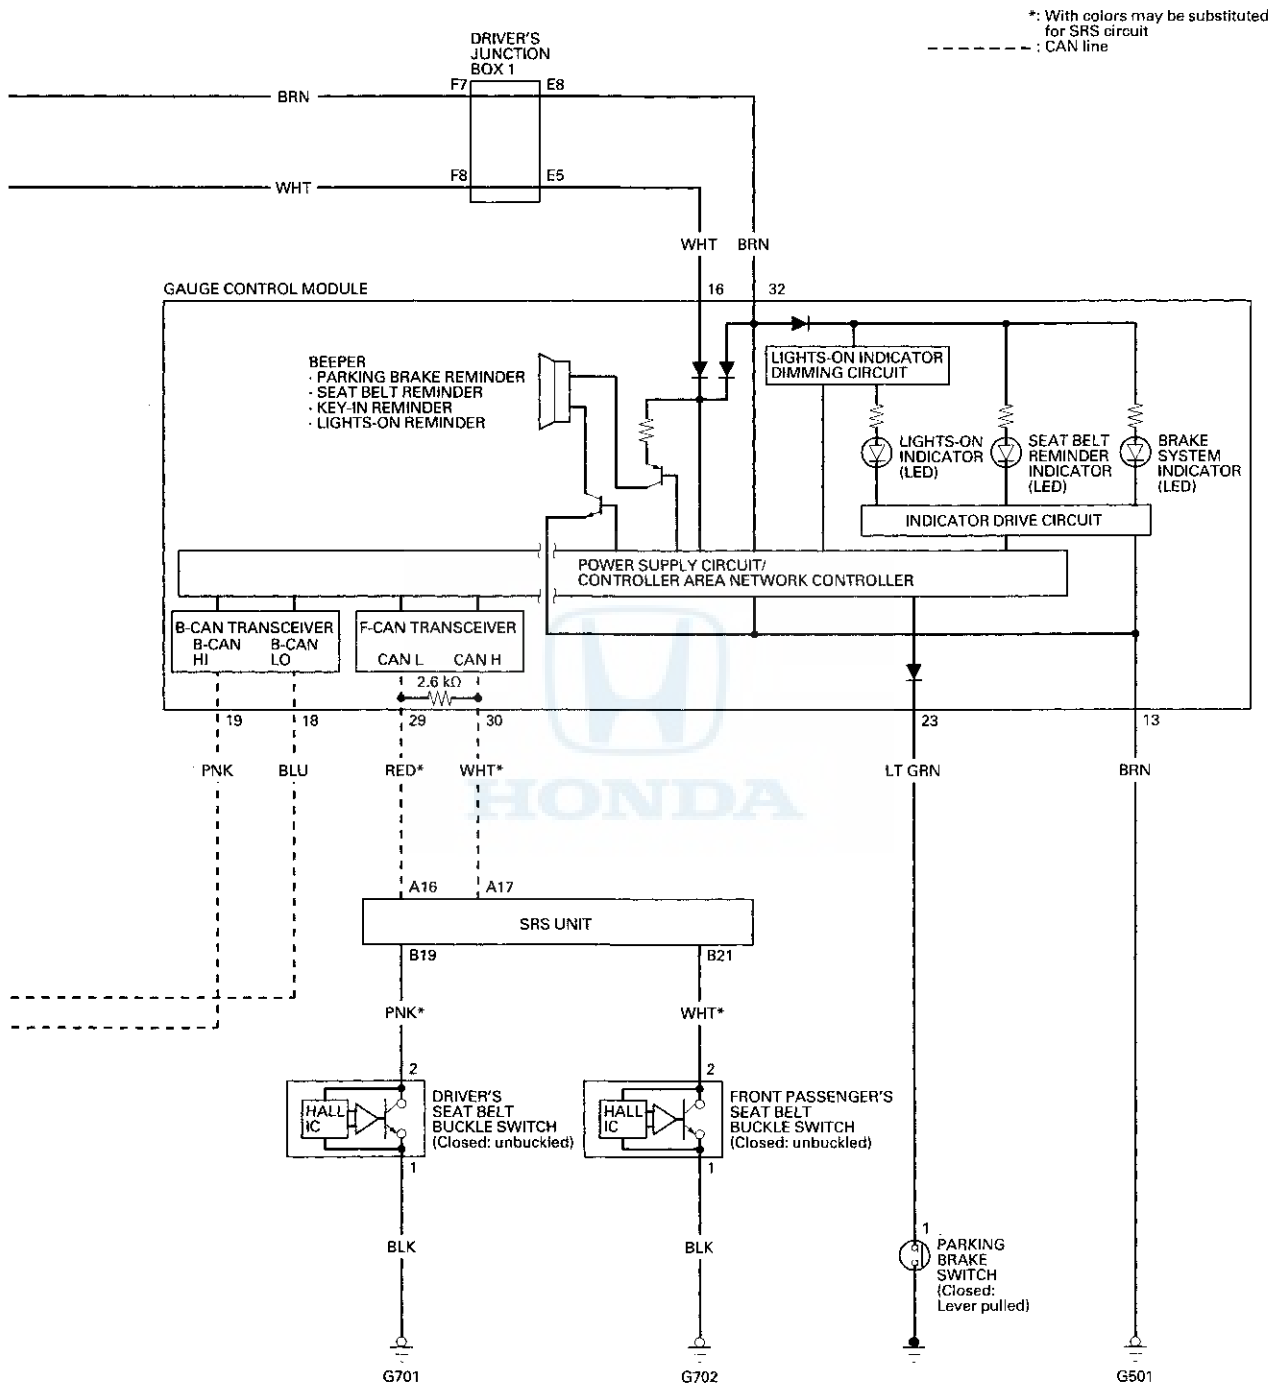 *: With colors may be substituted
for SRS circuit
: CAN line
DRIVER'S
JUNCTION
BOX 1
F7 E8
BRN
F8 E5
WHT
WHT BRN
GAUGE CONTROL MODULE
16 32
BEEPER
· PARKING BRAKE REMINDER
· SEAT BELT REMINDER
· KEY-IN REMINDER
· LIGHTS-ON REMINDER
LIGHTS-ON INDICATOR
DIMMING CIRCUIT
LIGHTS-ON
INDICATOR
(LED)
SEAT BELT
REMINDER
INDICATOR
(LED)
BRAKE
SYSTEM
INDICATOR
(LED)
INDICATOR DRIVE CIRCUIT
POWER SUPPLY CIRCUIT/
CONTROLLER AREA NETWORK CONTROLLER
B-CAN TRANSCEIVER
B-CAN
HI
B-CAN
LO
F-CAN TRANSCEIVER
CAN L CAN H
2.6 kΩ
19 18 29 30 23 13
PNK BLU RED* WHT* LT GRN BRN
HONDA
A16 A17
SRS UNIT
B19 B21
PNK* WHT*
2
HALL
IC
DRIVER'S
SEAT BELT
BUCKLE SWITCH
(Closed: unbuckled)
1
2
HALL
IC
FRONT PASSENGER'S
SEAT BELT
BUCKLE SWITCH
(Closed: unbuckled)
1
BLK BLK
1
PARKING
BRAKE
SWITCH
(Closed:
Lever pulled)
G701 G702 G501